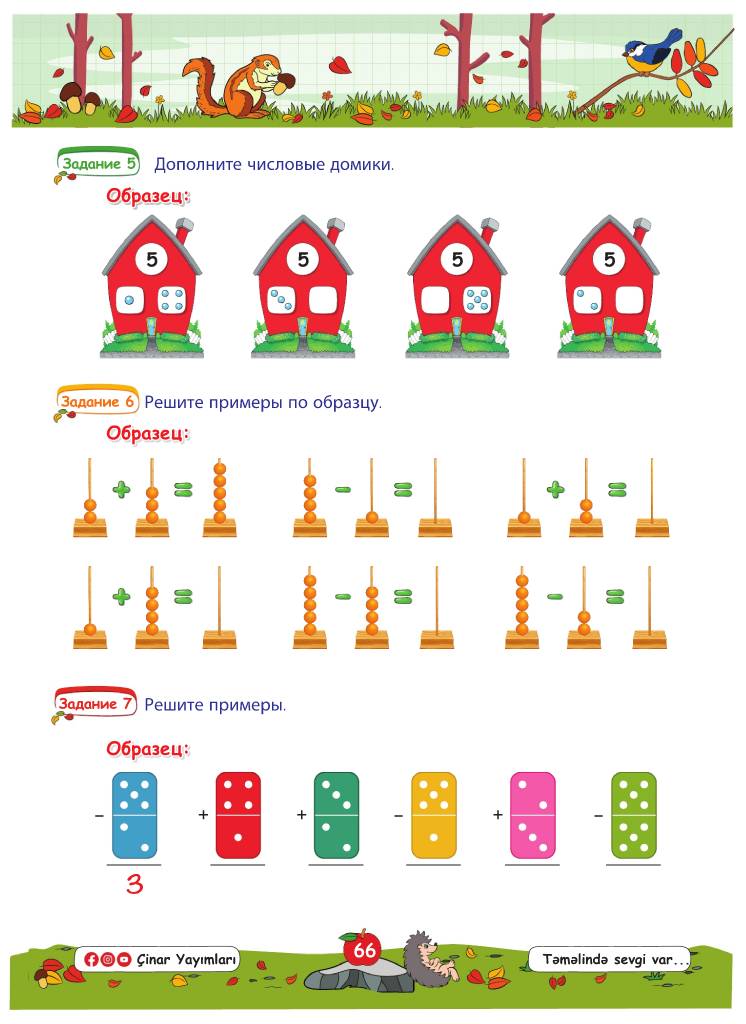 Задание 5 Дополните числовые домики.
Образец:
5 5 5 5
Задание 6 Решите примеры по образцу.
Образец:
+ = - = + =
+ = - = - =
Задание 7 Решите примеры.
Образец:
- + + - + -
3
Çinar Yayımları 66 Təməlində sevgi var...